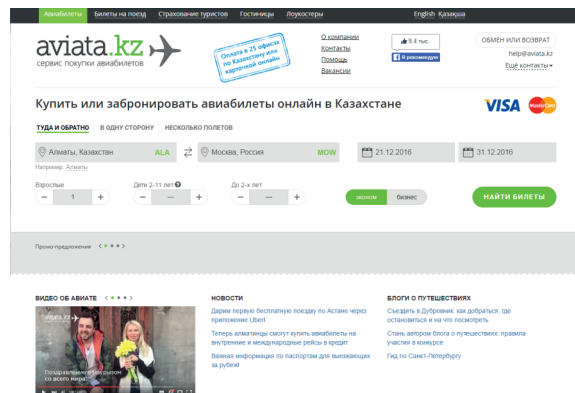 Авиабилеты Билеты на поезд Страхование туристов Гостиницы Лоукостеры English Қазақша
aviata.kz
сервис покупки авиабилетов
Оплата в 25 офисах
по Казахстану или
карточкой онлайн
О компании
Контакты
Помощь
Вакансии
9,4 тыс.
Я рекомендую
ОБМЕН ИЛИ ВОЗВРАТ
help@aviata.kz
Ещё контакты
Купить или забронировать авиабилеты онлайн в Казахстане
VISA MasterCard
ТУДА И ОБРАТНО В ОДНУ СТОРОНУ НЕСКОЛЬКО ПОЛЕТОВ
Алматы, Казахстан ALA Москва, Россия MOW 21.12.2016 31.12.2016
Например, Алматы
Взрослые Дети 2-11 лет ? До 2-х лет
− 1 + − — + − — + эконом бизнес НАЙТИ БИЛЕТЫ
Промо-предложения
ВИДЕО ОБ АВИАТЕ
aviata.kz
Поздравляем с Наурызом
со всего мира!
НОВОСТИ
Дарим первую бесплатную поездку по Астане через
приложение Uber!
Теперь алматинцы смогут купить авиабилеты на
внутренние и международные рейсы в кредит
Важная информация по паспортам для выезжающих
за рубеж!
БЛОГИ О ПУТЕШЕСТВИЯХ
Съездить в Дубровник: как добраться, где
остановиться и на что посмотреть
Стань автором блога о путешествиях: правила
участия в конкурсе
Гид по Санкт-Петербургу